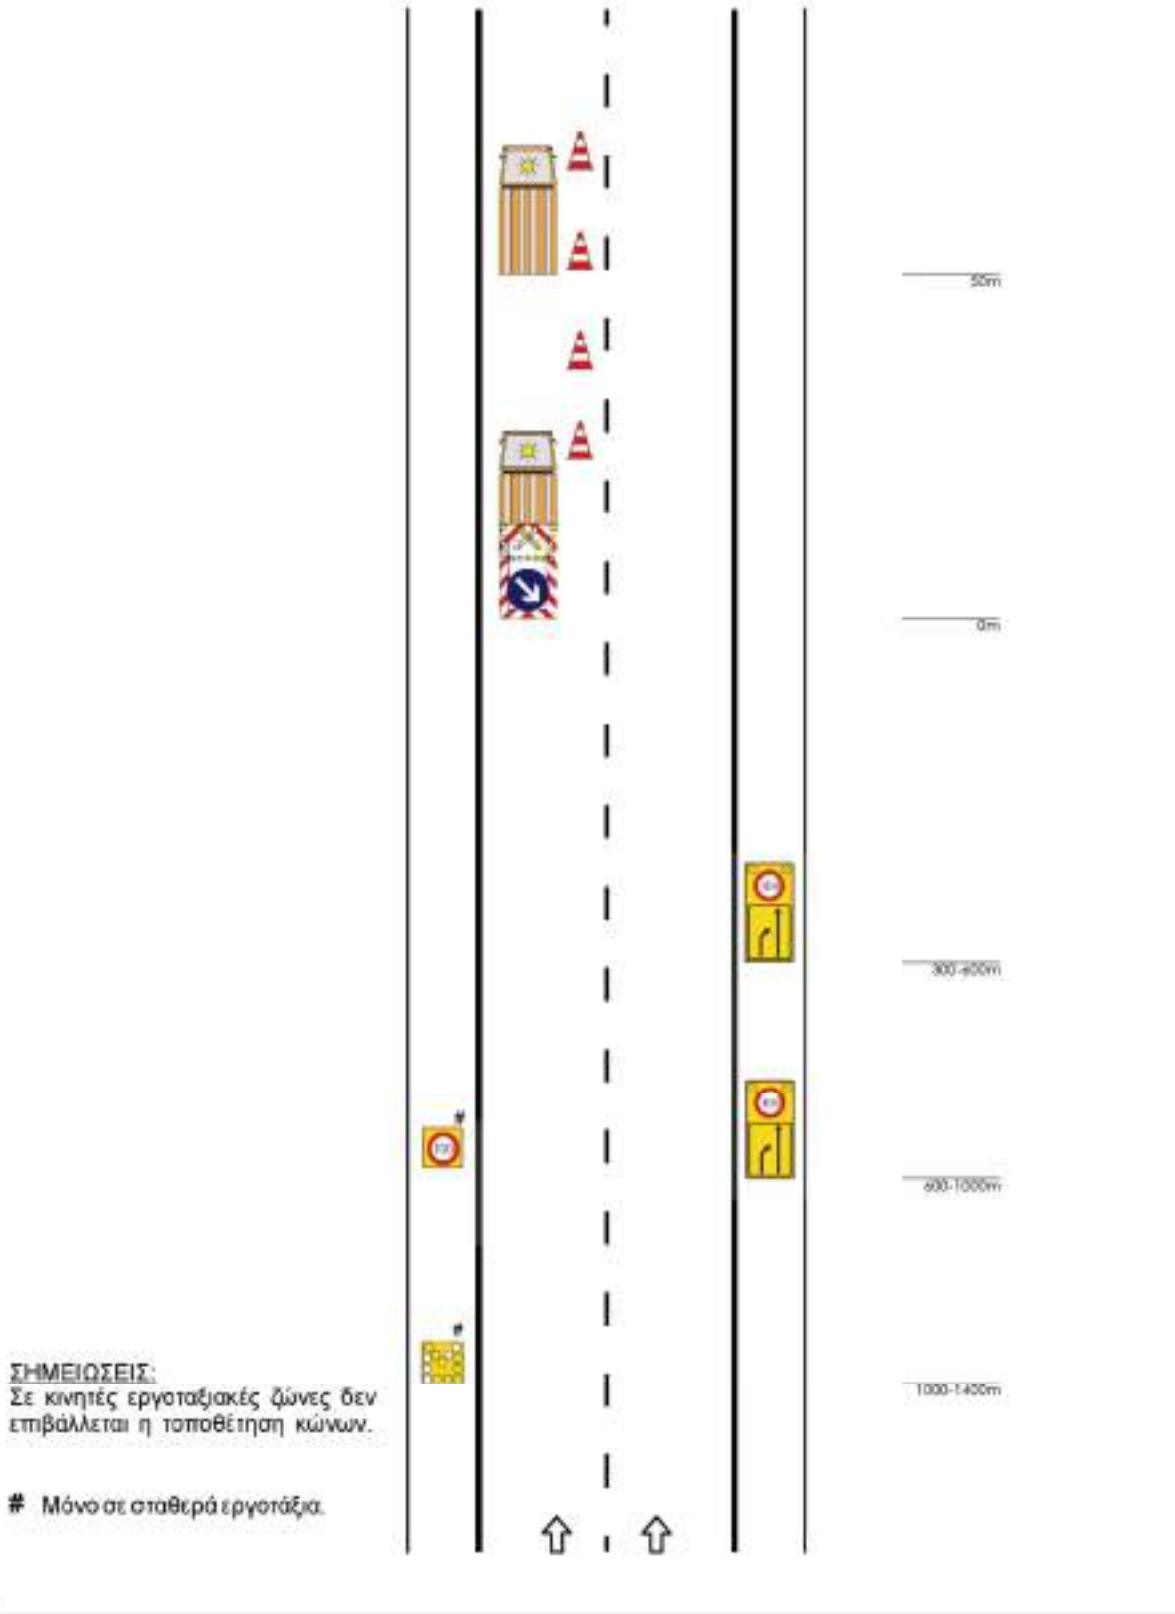 50m
0m
300-600m
#
600-1000m
#
ΣΗΜΕΙΩΣΕΙΣ:
Σε κινητές εργοταξιακές ζώνες δεν
1000-1400m
επιβάλλεται η τοποθέτηση κώνων.
# Μόνο σε σταθερά εργοτάξια.